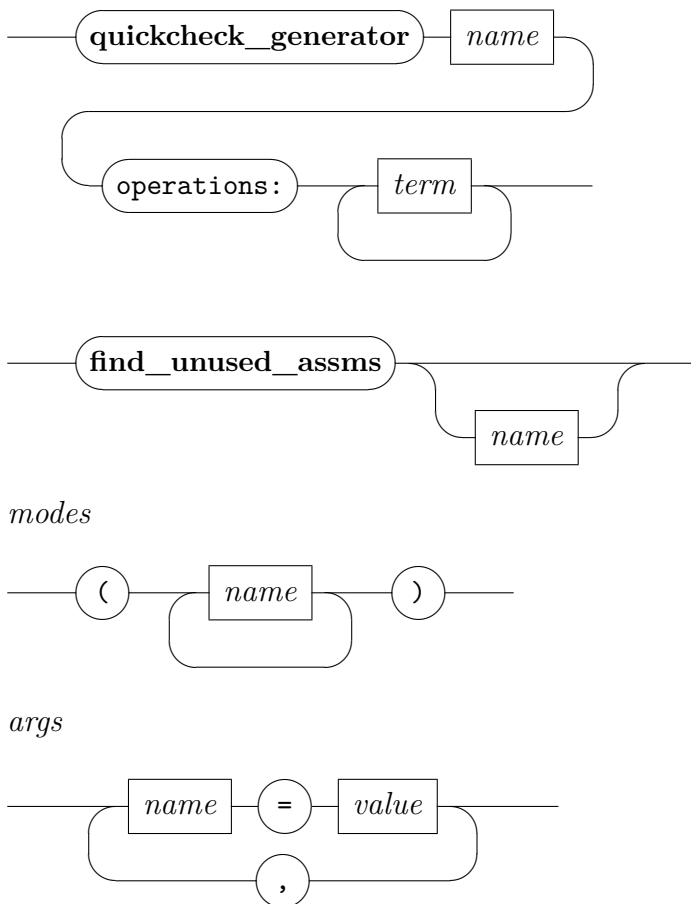 quickcheck_generator name
operations: term
find_unused_assms
name
modes
( name )
args
name = value
,